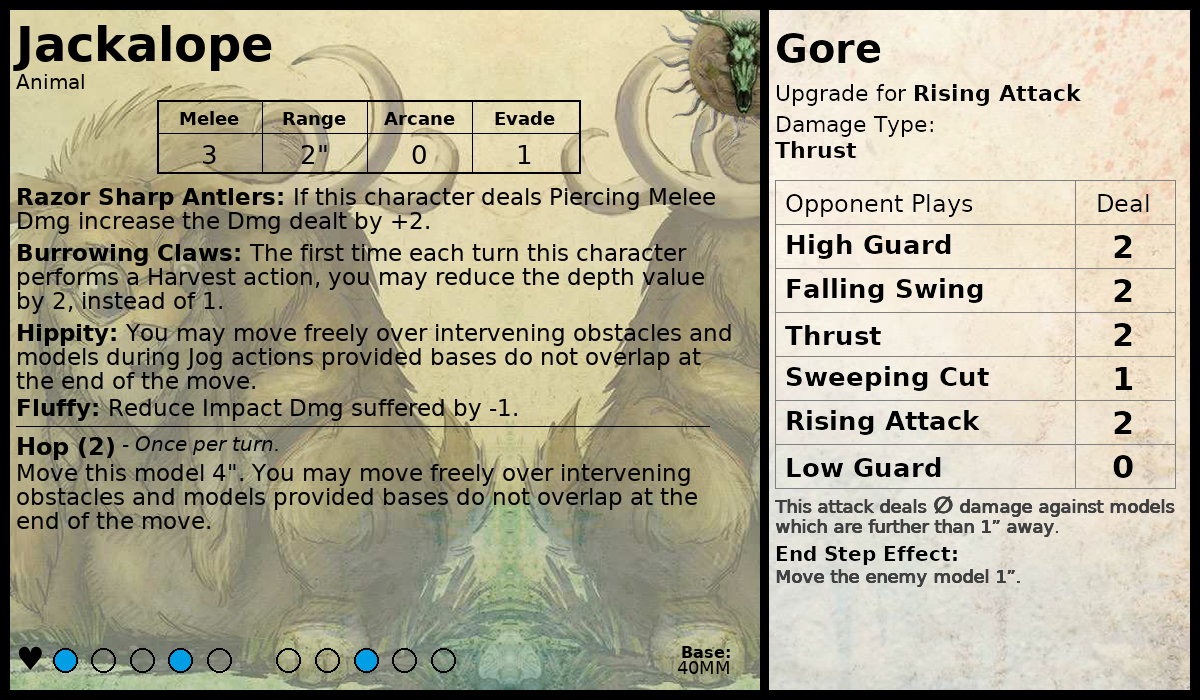 Jackalope
Animal
Melee Range Arcane Evade
3 2" 0 1
Razor Sharp Antlers: If this character deals Piercing Melee
Dmg increase the Dmg dealt by +2.
Burrowing Claws: The first time each turn this character
performs a Harvest action, you may reduce the depth value
by 2, instead of 1.
Hippity: You may move freely over intervening obstacles and
models during Jog actions provided bases do not overlap at
the end of the move.
Fluffy: Reduce Impact Dmg suffered by -1.
Hop (2) - Once per turn.
Move this model 4". You may move freely over intervening
obstacles and models provided bases do not overlap at the
end of the move.
Base:
40MM
Gore
Upgrade for Rising Attack
Damage Type:
Thrust
Opponent Plays Deal
High Guard 2
Falling Swing 2
Thrust 2
Sweeping Cut 1
Rising Attack 2
Low Guard 0
This attack deals Ø damage against models
which are further than 1” away.
End Step Effect:
Move the enemy model 1”.